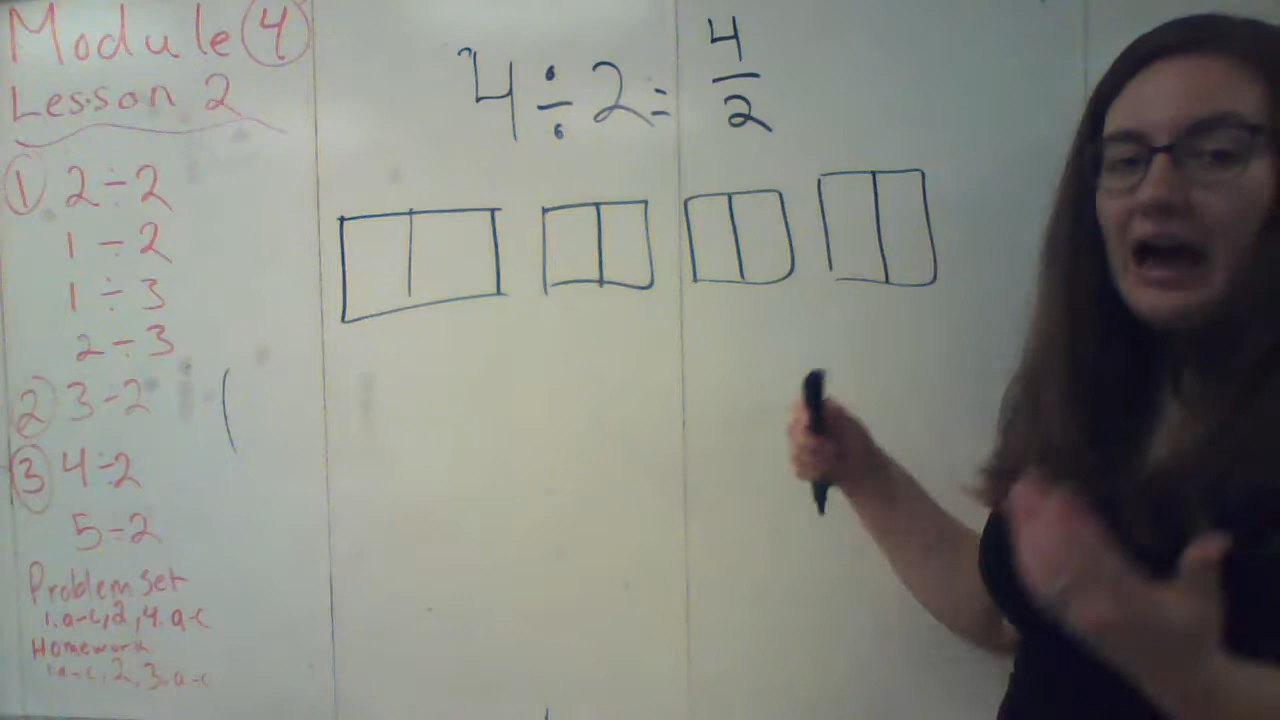 Module 4
Lesson 2
① 2÷2
1÷2
1÷3
2÷3
② 3÷2
③ 4÷2
5÷2
Problem Set
1.a-c,2,4.a-c
Homework
1a-c,2,3.a-c
4÷2= 4/2